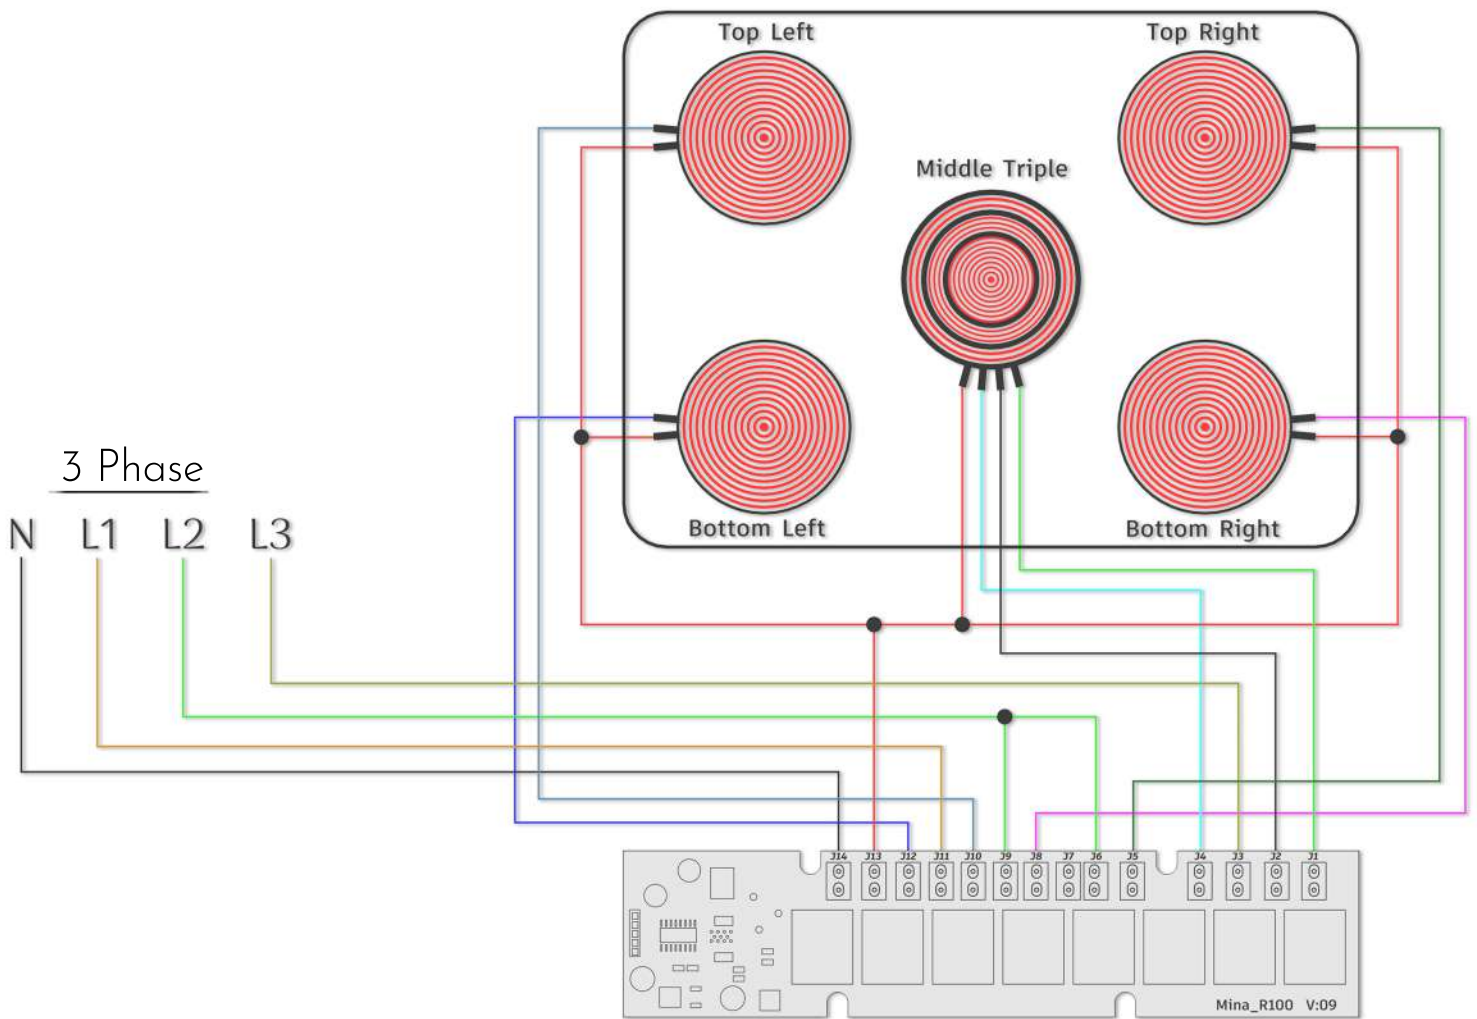 Top Left
Top Right
Middle Triple
3 Phase
N L1 L2 L3
Bottom Left
Bottom Right
J14 J13 J12 J11 J10 J9 J8 J7 J6 J5 J4 J3 J2 J1
Mina_R100 V:09